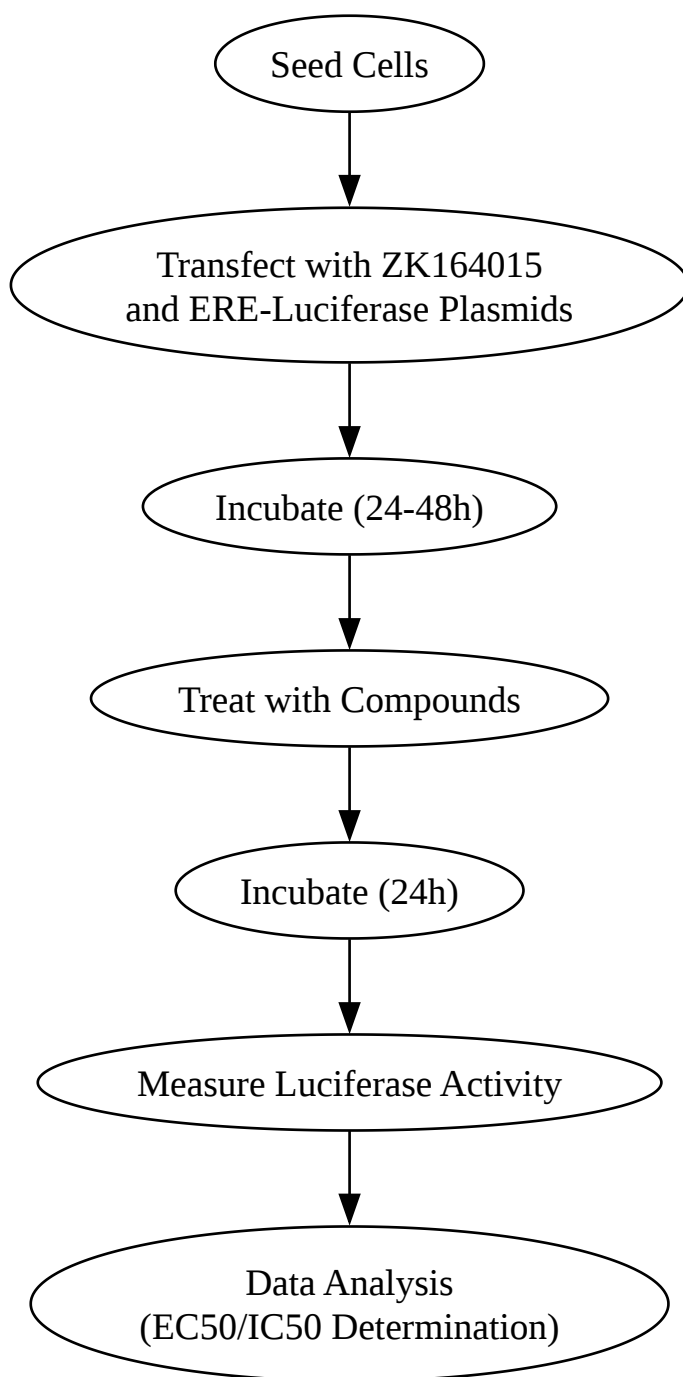 Seed Cells
Transfect with ZK164015
and ERE-Luciferase Plasmids
Incubate (24-48h)
Treat with Compounds
Incubate (24h)
Measure Luciferase Activity
Data Analysis
(EC50/IC50 Determination)